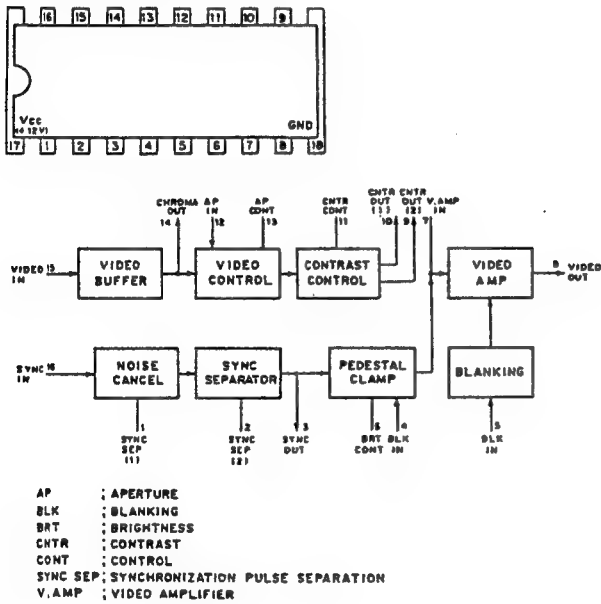 16 15 14 13 12 11 10 9
VCC
(+12V)
GND
17 1 2 3 4 5 6 7 8 18
CHROMA
OUT
14
AP
IN
12
AP
CONT
13
CNTR
CONT
11
CNTR
OUT
(1)
10
CNTR
OUT
(2)
9
V.AMP
IN
7
VIDEO
IN
15
VIDEO
BUFFER
VIDEO
CONTROL
CONTRAST
CONTROL
VIDEO
AMP
8
VIDEO
OUT
SYNC
IN
16
NOISE
CANCEL
SYNC
SEPARATOR
PEDESTAL
CLAMP
BLANKING
1
SYNC
SEP
(1)
2
SYNC
SEP
(2)
3
SYNC
OUT
6
BRT
CONT
4
BLK
IN
5
BLK
IN
AP ; APERTURE
BLK ; BLANKING
BRT ; BRIGHTNESS
CNTR ; CONTRAST
CONT ; CONTROL
SYNC SEP ; SYNCHRONIZATION PULSE SEPARATION
V.AMP ; VIDEO AMPLIFIER